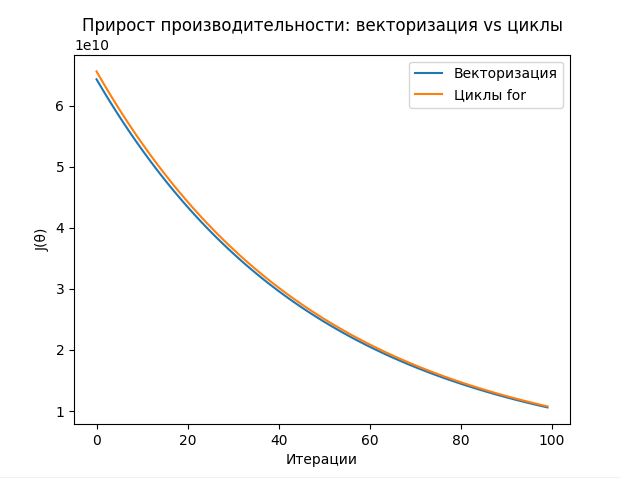 Прирост производительности: векторизация vs циклы
1e10
Векторизация
Циклы for
6
5
4
3
2
1
J(θ)
0 20 40 60 80 100
Итерации